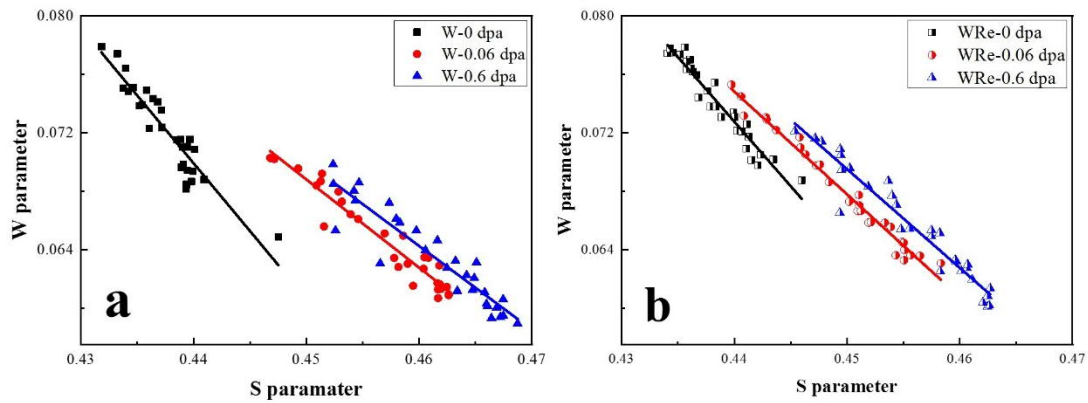 0.080
0.072
0.064
W parameter
0.43
0.44
0.45
0.46
0.47
S paramater
W-0 dpa
W-0.06 dpa
W-0.6 dpa
a
0.080
0.072
0.064
W parameter
0.43
0.44
0.45
0.46
0.47
S parameter
WRe-0 dpa
WRe-0.06 dpa
WRe-0.6 dpa
b